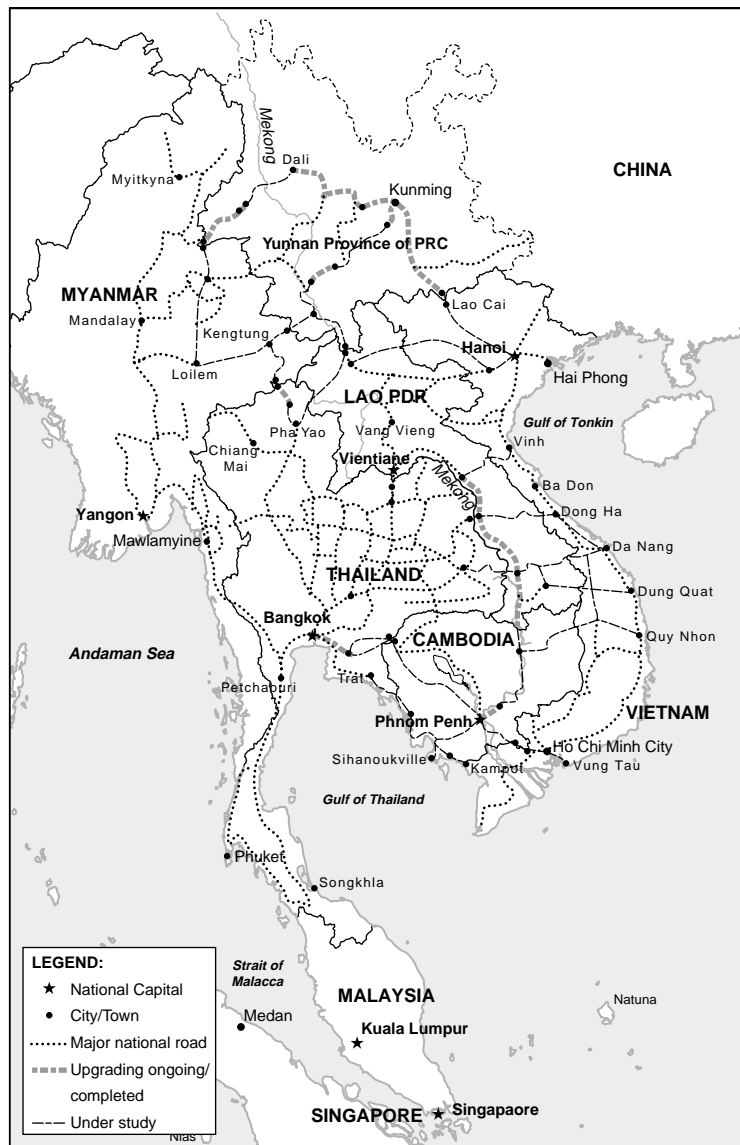 Mekong
Dali
Myitkyna
Kunming
CHINA
Yunnan Province of PRC
MYANMAR
Lao Cai
Mandalay
Kengtung
Hanoi
Loilem
Hai Phong
LAO PDR
Gulf of Tonkin
Pha Yao
Vang Vieng
Chiang
Mai
Vinh
Vientiane
Mekong
Ba Don
Yangon
Dong Ha
Mawlamyine
Da Nang
THAILAND
Dung Quat
Bangkok
CAMBODIA
Quy Nhon
Andaman Sea
Trat
Petchaburi
Phnom Penh
VIETNAM
Ho Chi Minh City
Sihanoukville
Kampot
Vung Tau
Gulf of Thailand
Phuket
Songkhla
LEGEND:
National Capital
City/Town
Major national road
Upgrading ongoing/
completed
Under study
Strait of
Malacca
MALAYSIA
Natuna
Medan
Kuala Lumpur
SINGAPORE
Singapaore
Nias